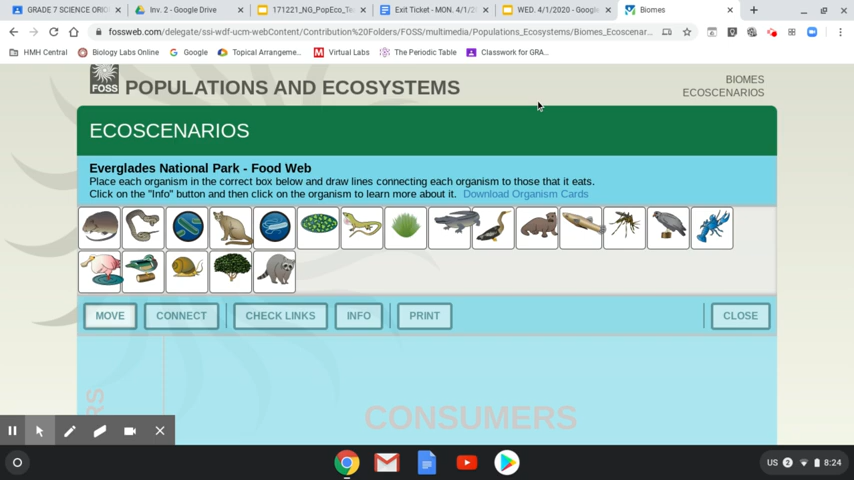 GRADE 7 SCIENCE ORIG
Inv. 2 - Google Drive
171221_NG_PopEco_Te
Exit Ticket - MON. 4/1/2
WED. 4/1/2020 - Google
Biomes
fossweb.com/delegate/ssi-wdf-ucm-webContent/Contribution%20Folders/FOSS/multimedia/Populations_Ecosystems/Biomes_Ecoscenar...
HMH Central
Biology Labs Online
Google
Topical Arrangeme...
Virtual Labs
The Periodic Table
Classwork for GRA...
FOSS
POPULATIONS AND ECOSYSTEMS
BIOMES
ECOSCENARIOS
ECOSCENARIOS
Everglades National Park - Food Web
Place each organism in the correct box below and draw lines connecting each organism to those that it eats.
Click on the "Info" button and then click on the organism to learn more about it. Download Organism Cards
MOVE
CONNECT
CHECK LINKS
INFO
PRINT
CLOSE
RS
CONSUMERS
US 2 8:24